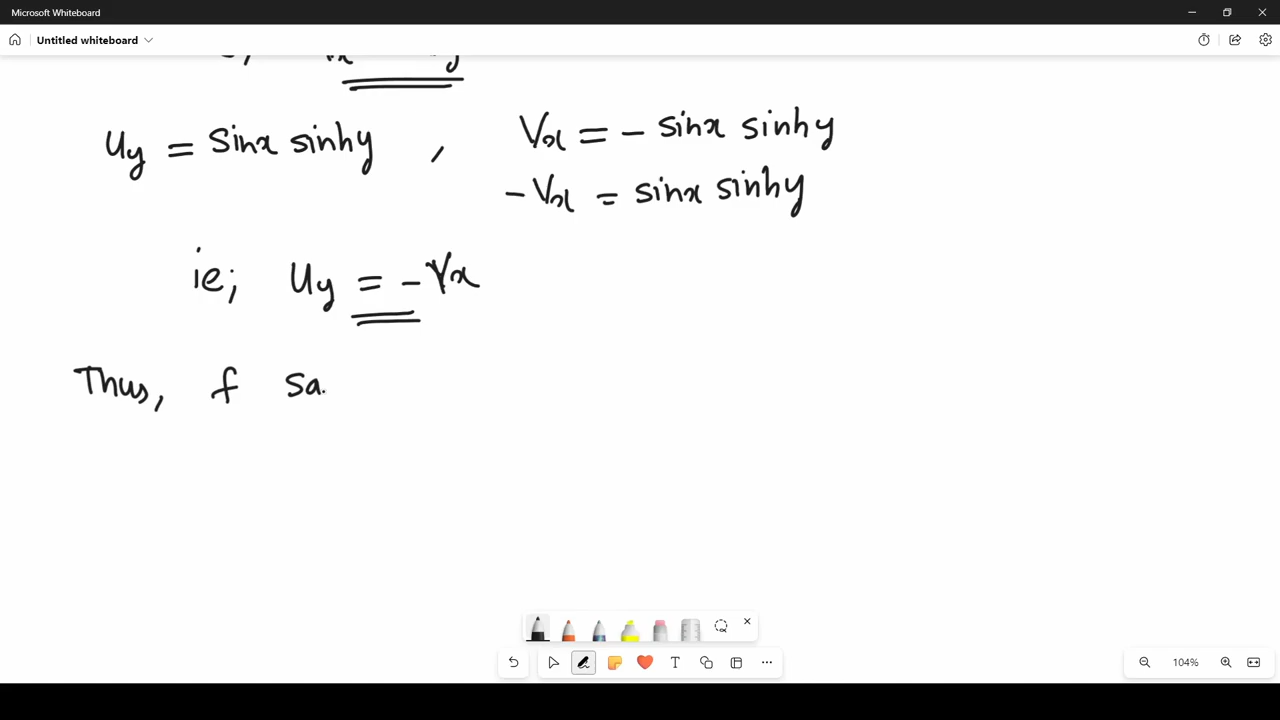 Microsoft Whiteboard
Untitled whiteboard
Uy = Sinx sinhy , Vx = - sinx sinhy
- Vx = sinx sinhy
ie; Uy = - Vx
Thus, f Sa
104%